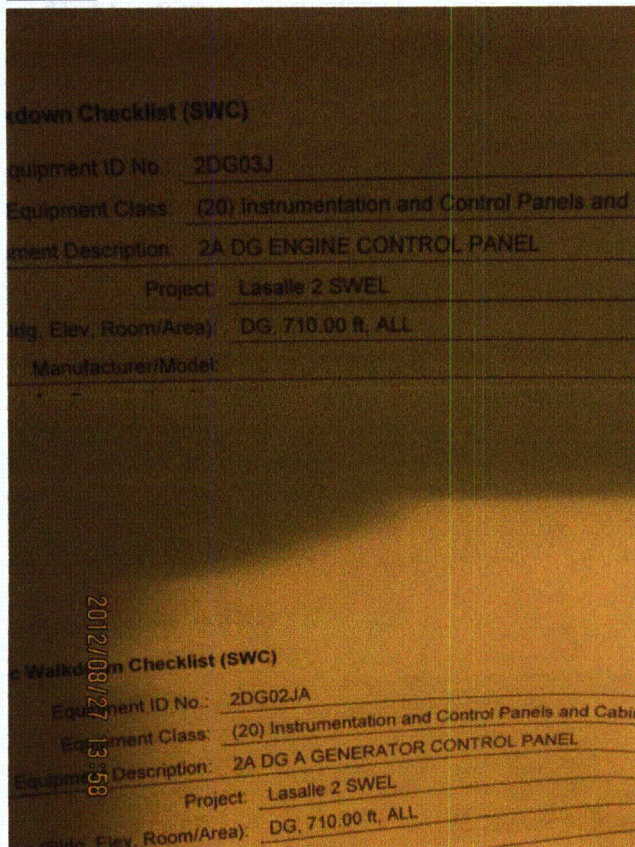 kdown Checklist (SWC)
quipment ID No.: 2DG03J
Equipment Class: (20) Instrumentation and Control Panels and
ment Description: 2A DG ENGINE CONTROL PANEL
Project: Lasalle 2 SWEL
ldg, Elev, Room/Area): DG, 710.00 ft, ALL
Manufacturer/Model:
2012/08/27 13:58
c Walkdown Checklist (SWC)
Equipment ID No.: 2DG02JA
Equipment Class: (20) Instrumentation and Control Panels and Cabi
Equipment Description: 2A DG A GENERATOR CONTROL PANEL
Project: Lasalle 2 SWEL
Bldg, Elev, Room/Area): DG, 710.00 ft, ALL